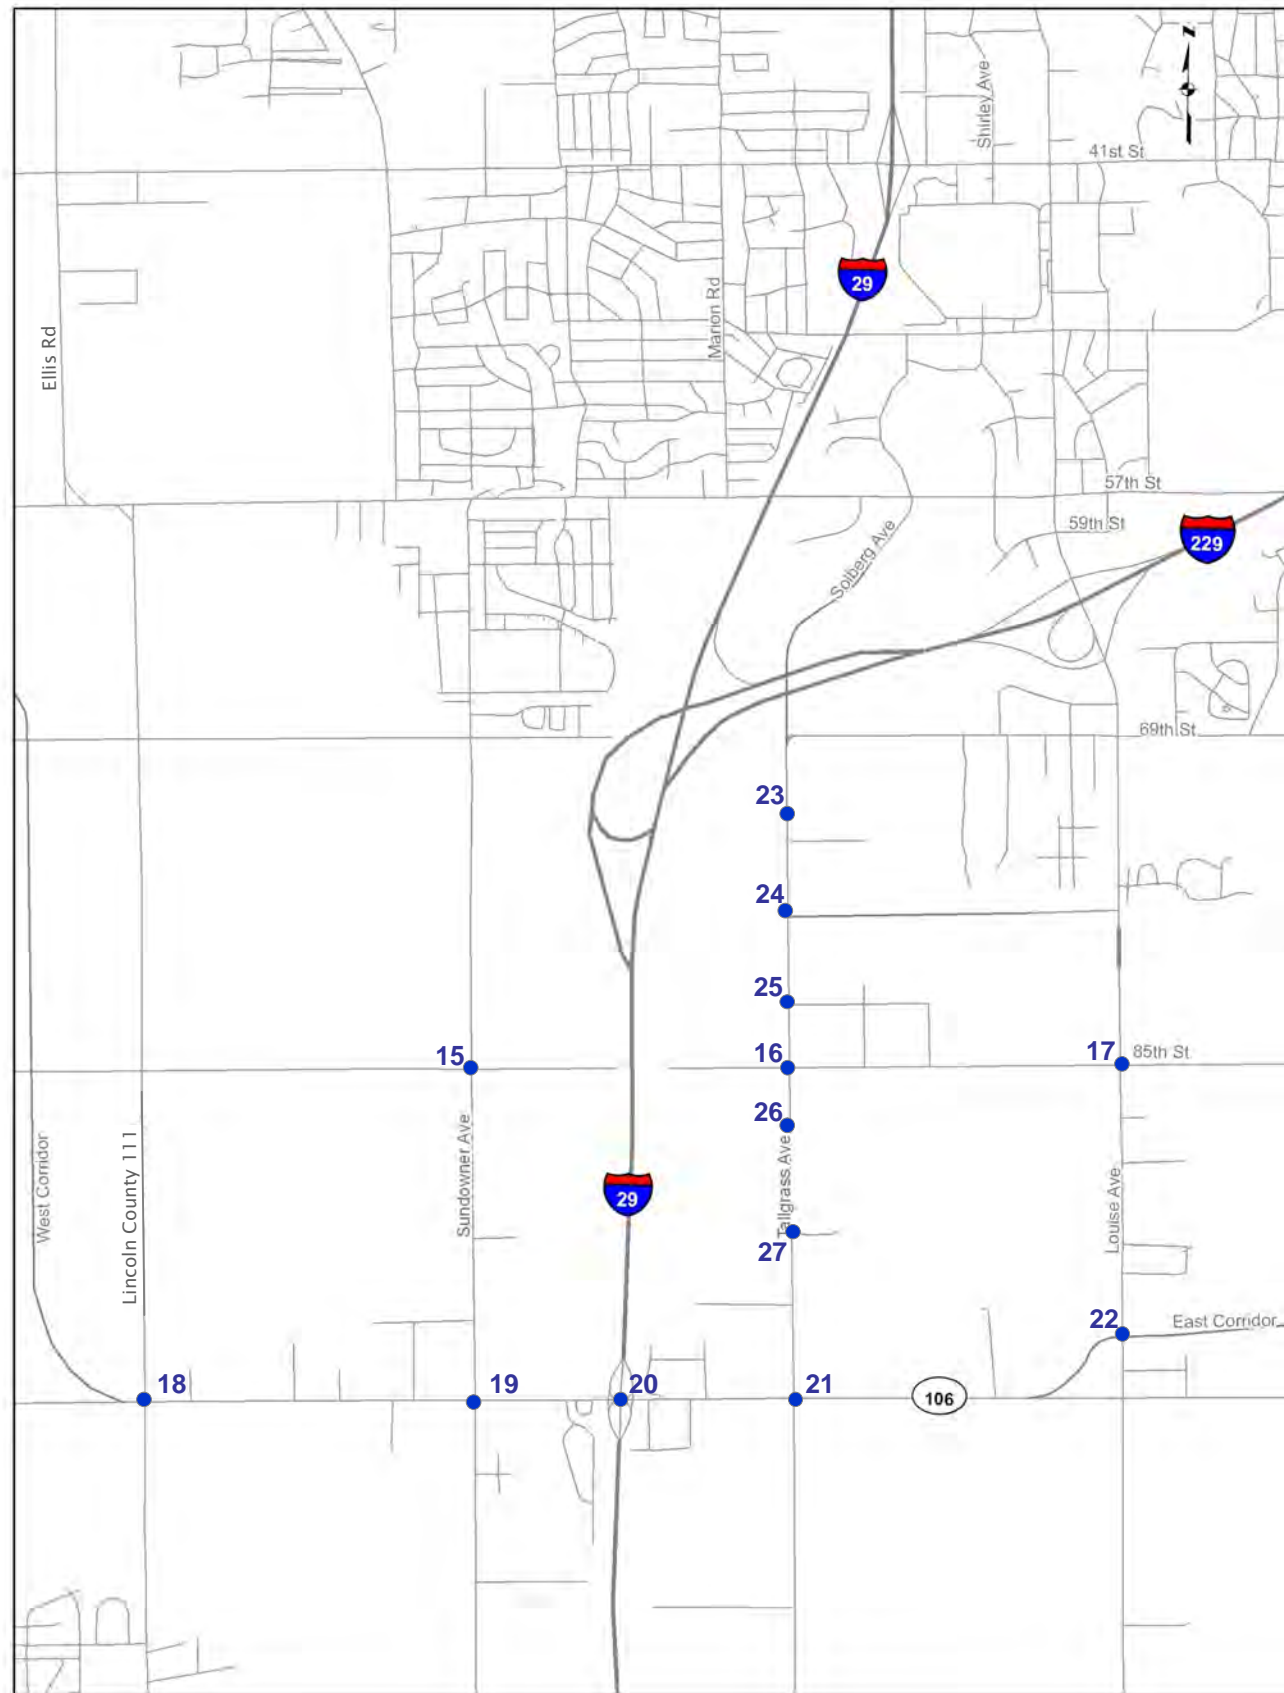 N
Shirley Ave
41st St
29
Marion Rd
Ellis Rd
57th St
59th St
229
Solberg Ave
69th St
23
24
25
15
16
17
85th St
26
West Corridor
Lincoln County 111
Sundowner Ave
Tallgrass Ave
Louise Ave
29
27
22
East Corridor
18
19
20
21
106